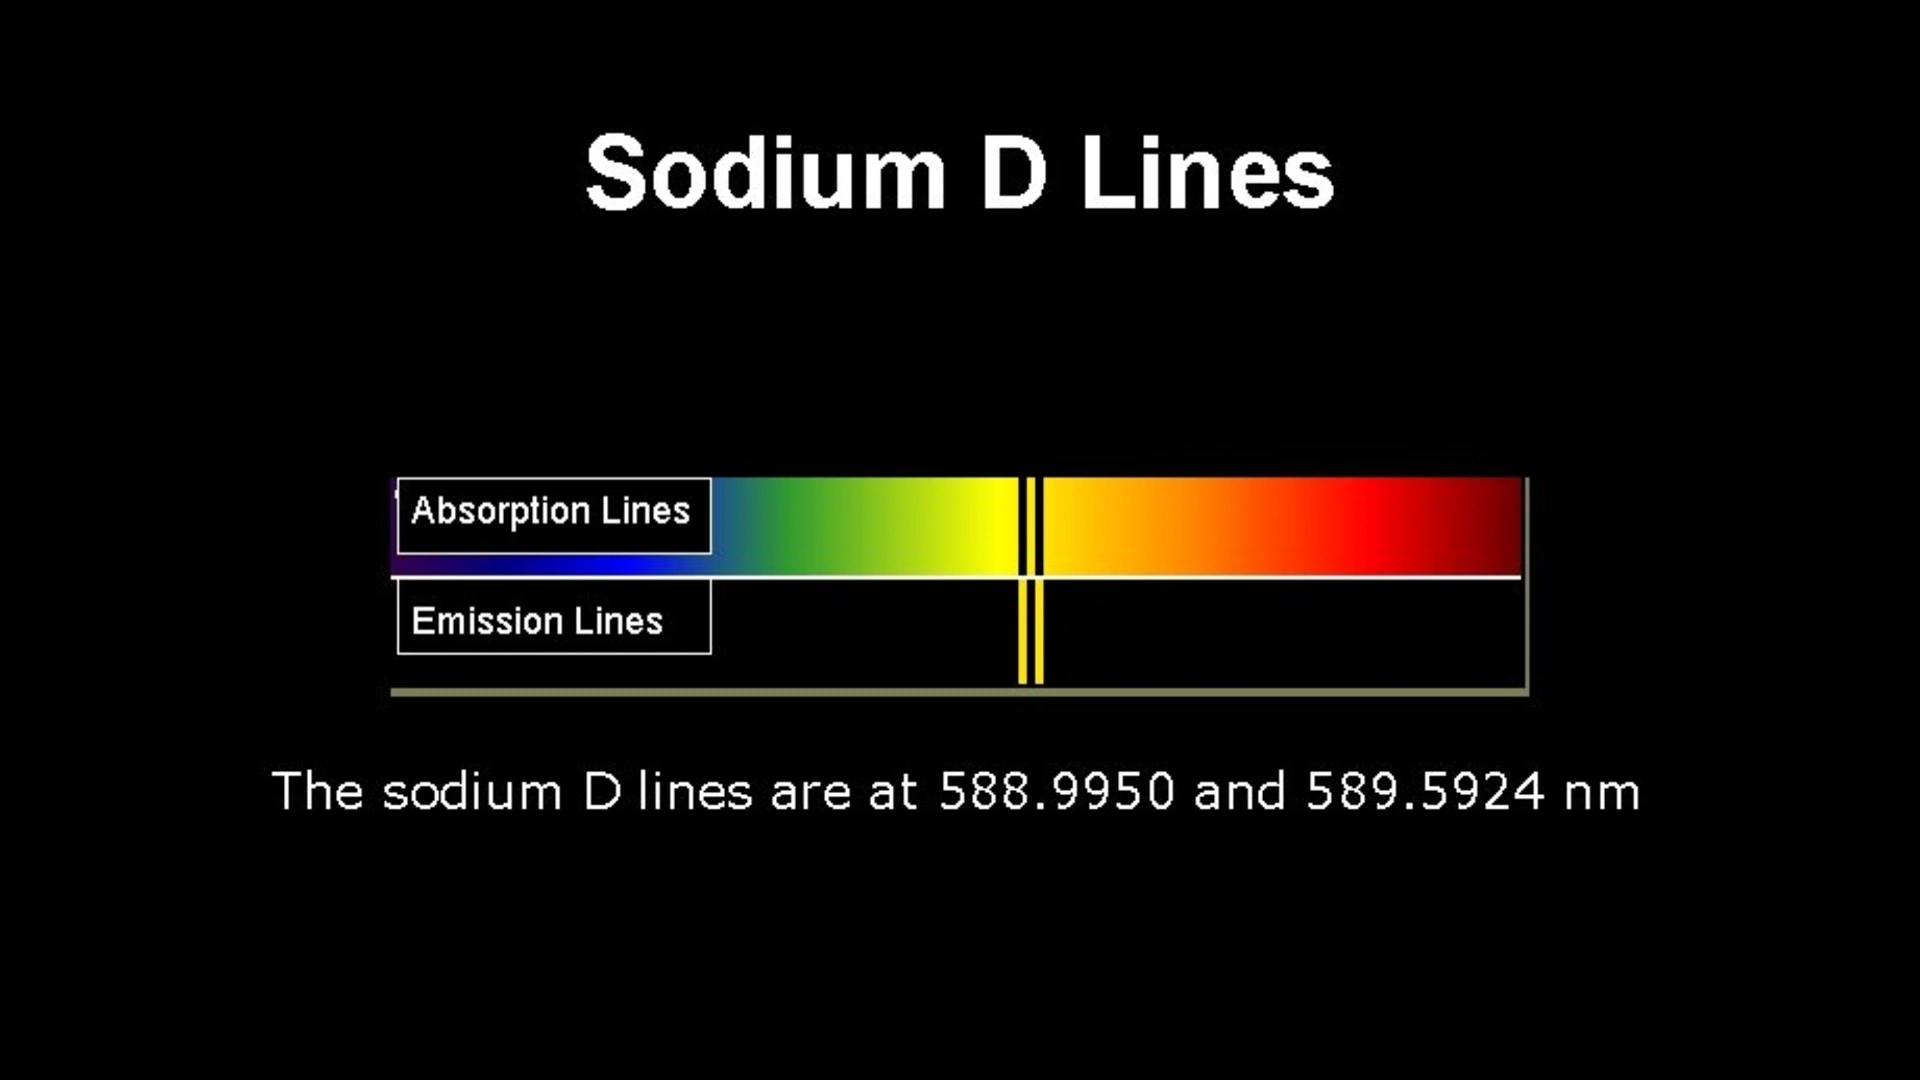 Sodium D Lines
Absorption Lines
Emission Lines
The sodium D lines are at 588.9950 and 589.5924 nm